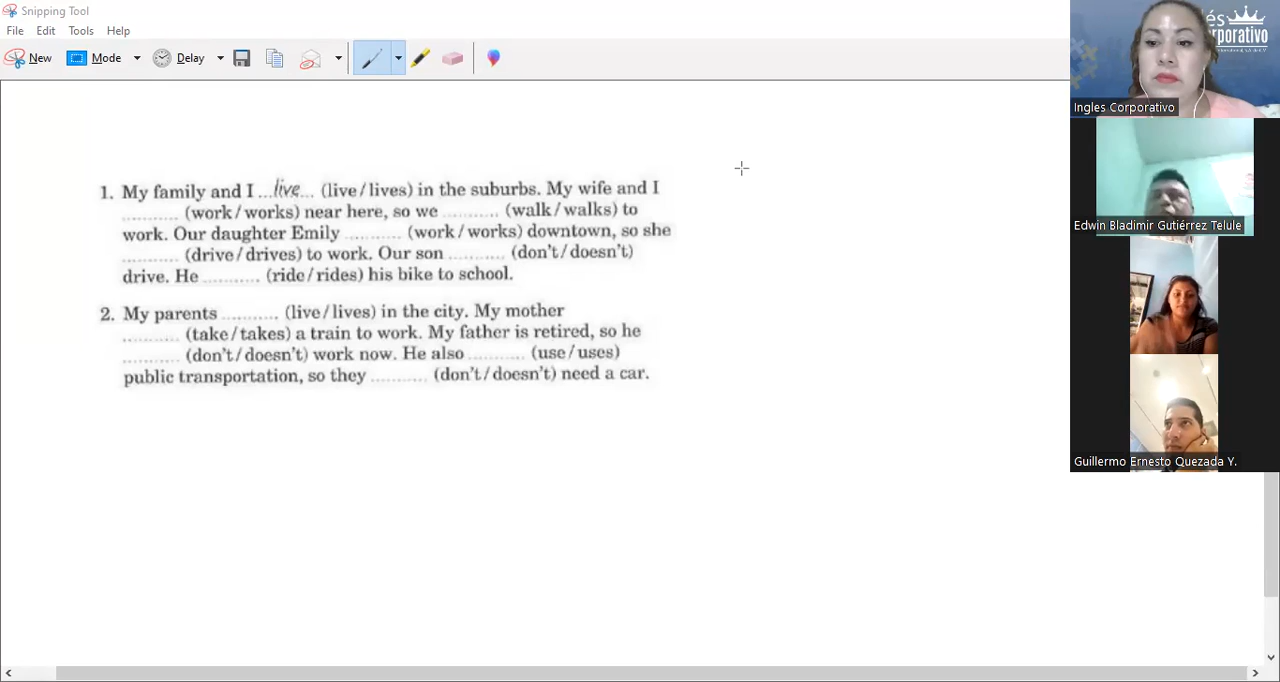 Snipping Tool
File Edit Tools Help
New Mode Delay
Ingles Corporativo
Edwin Bladimir Gutiérrez Telule
Guillermo Ernesto Quezada Y.
1. My family and I ...live... (live/lives) in the suburbs. My wife and I
.......... (work/works) near here, so we .......... (walk/walks) to
work. Our daughter Emily .......... (work/works) downtown, so she
.......... (drive/drives) to work. Our son .......... (don't/doesn't)
drive. He .......... (ride/rides) his bike to school.
2. My parents .......... (live/lives) in the city. My mother
.......... (take/takes) a train to work. My father is retired, so he
.......... (don't/doesn't) work now. He also .......... (use/uses)
public transportation, so they .......... (don't/doesn't) need a car.